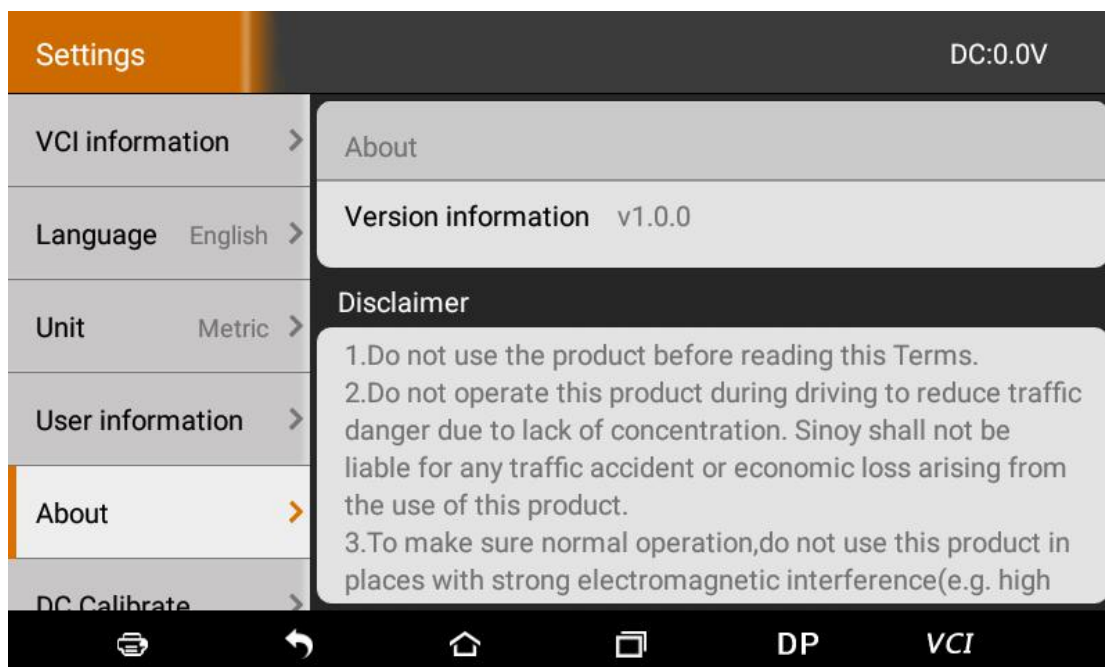 Settings
DC:0.0V
VCI information
Language English
Unit Metric
User information
About
DC Calibrate
About
Version information v1.0.0
Disclaimer
1.Do not use the product before reading this Terms.
2.Do not operate this product during driving to reduce traffic
danger due to lack of concentration. Sinoy shall not be
liable for any traffic accident or economic loss arising from
the use of this product.
3.To make sure normal operation,do not use this product in
places with strong electromagnetic interference(e.g. high
DP
VCI